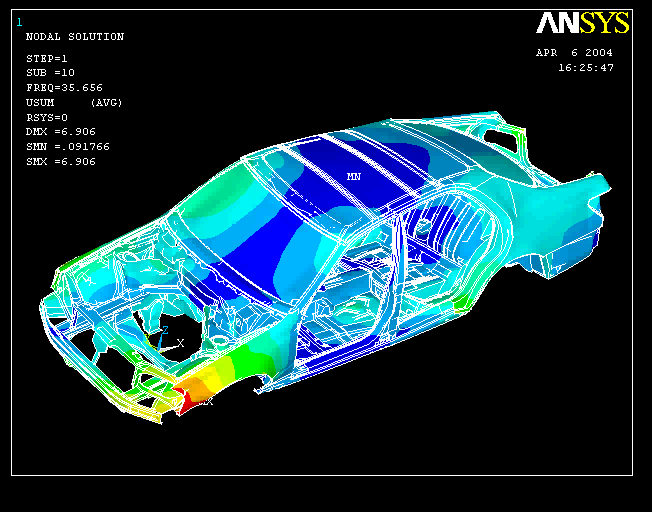 1
ANSYS
NODAL SOLUTION
APR 6 2004
16:25:47
STEP=1
SUB =10
FREQ=35.656
USUM (AVG)
RSYS=0
DMX =6.906
SMN =.091766
SMX =6.906
MN
Z
X